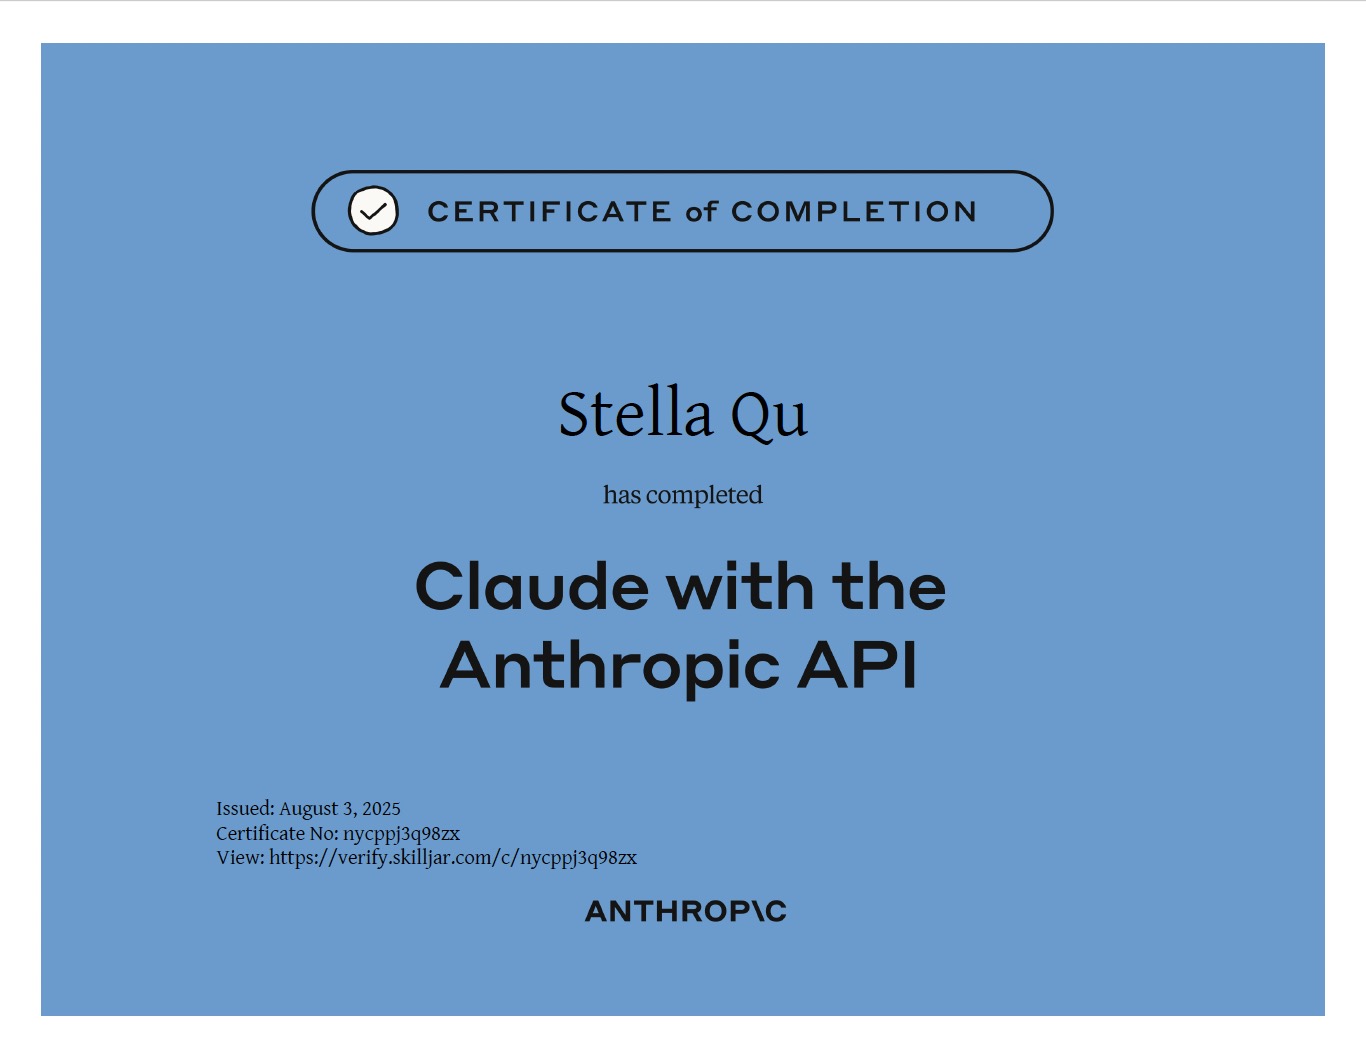 CERTIFICATE of COMPLETION
Stella Qu
has completed
Claude with the
Anthropic API
Issued: August 3, 2025
Certificate No: nycppj3q98zx
View: https://verify.skilljar.com/c/nycppj3q98zx
ANTHROP\C